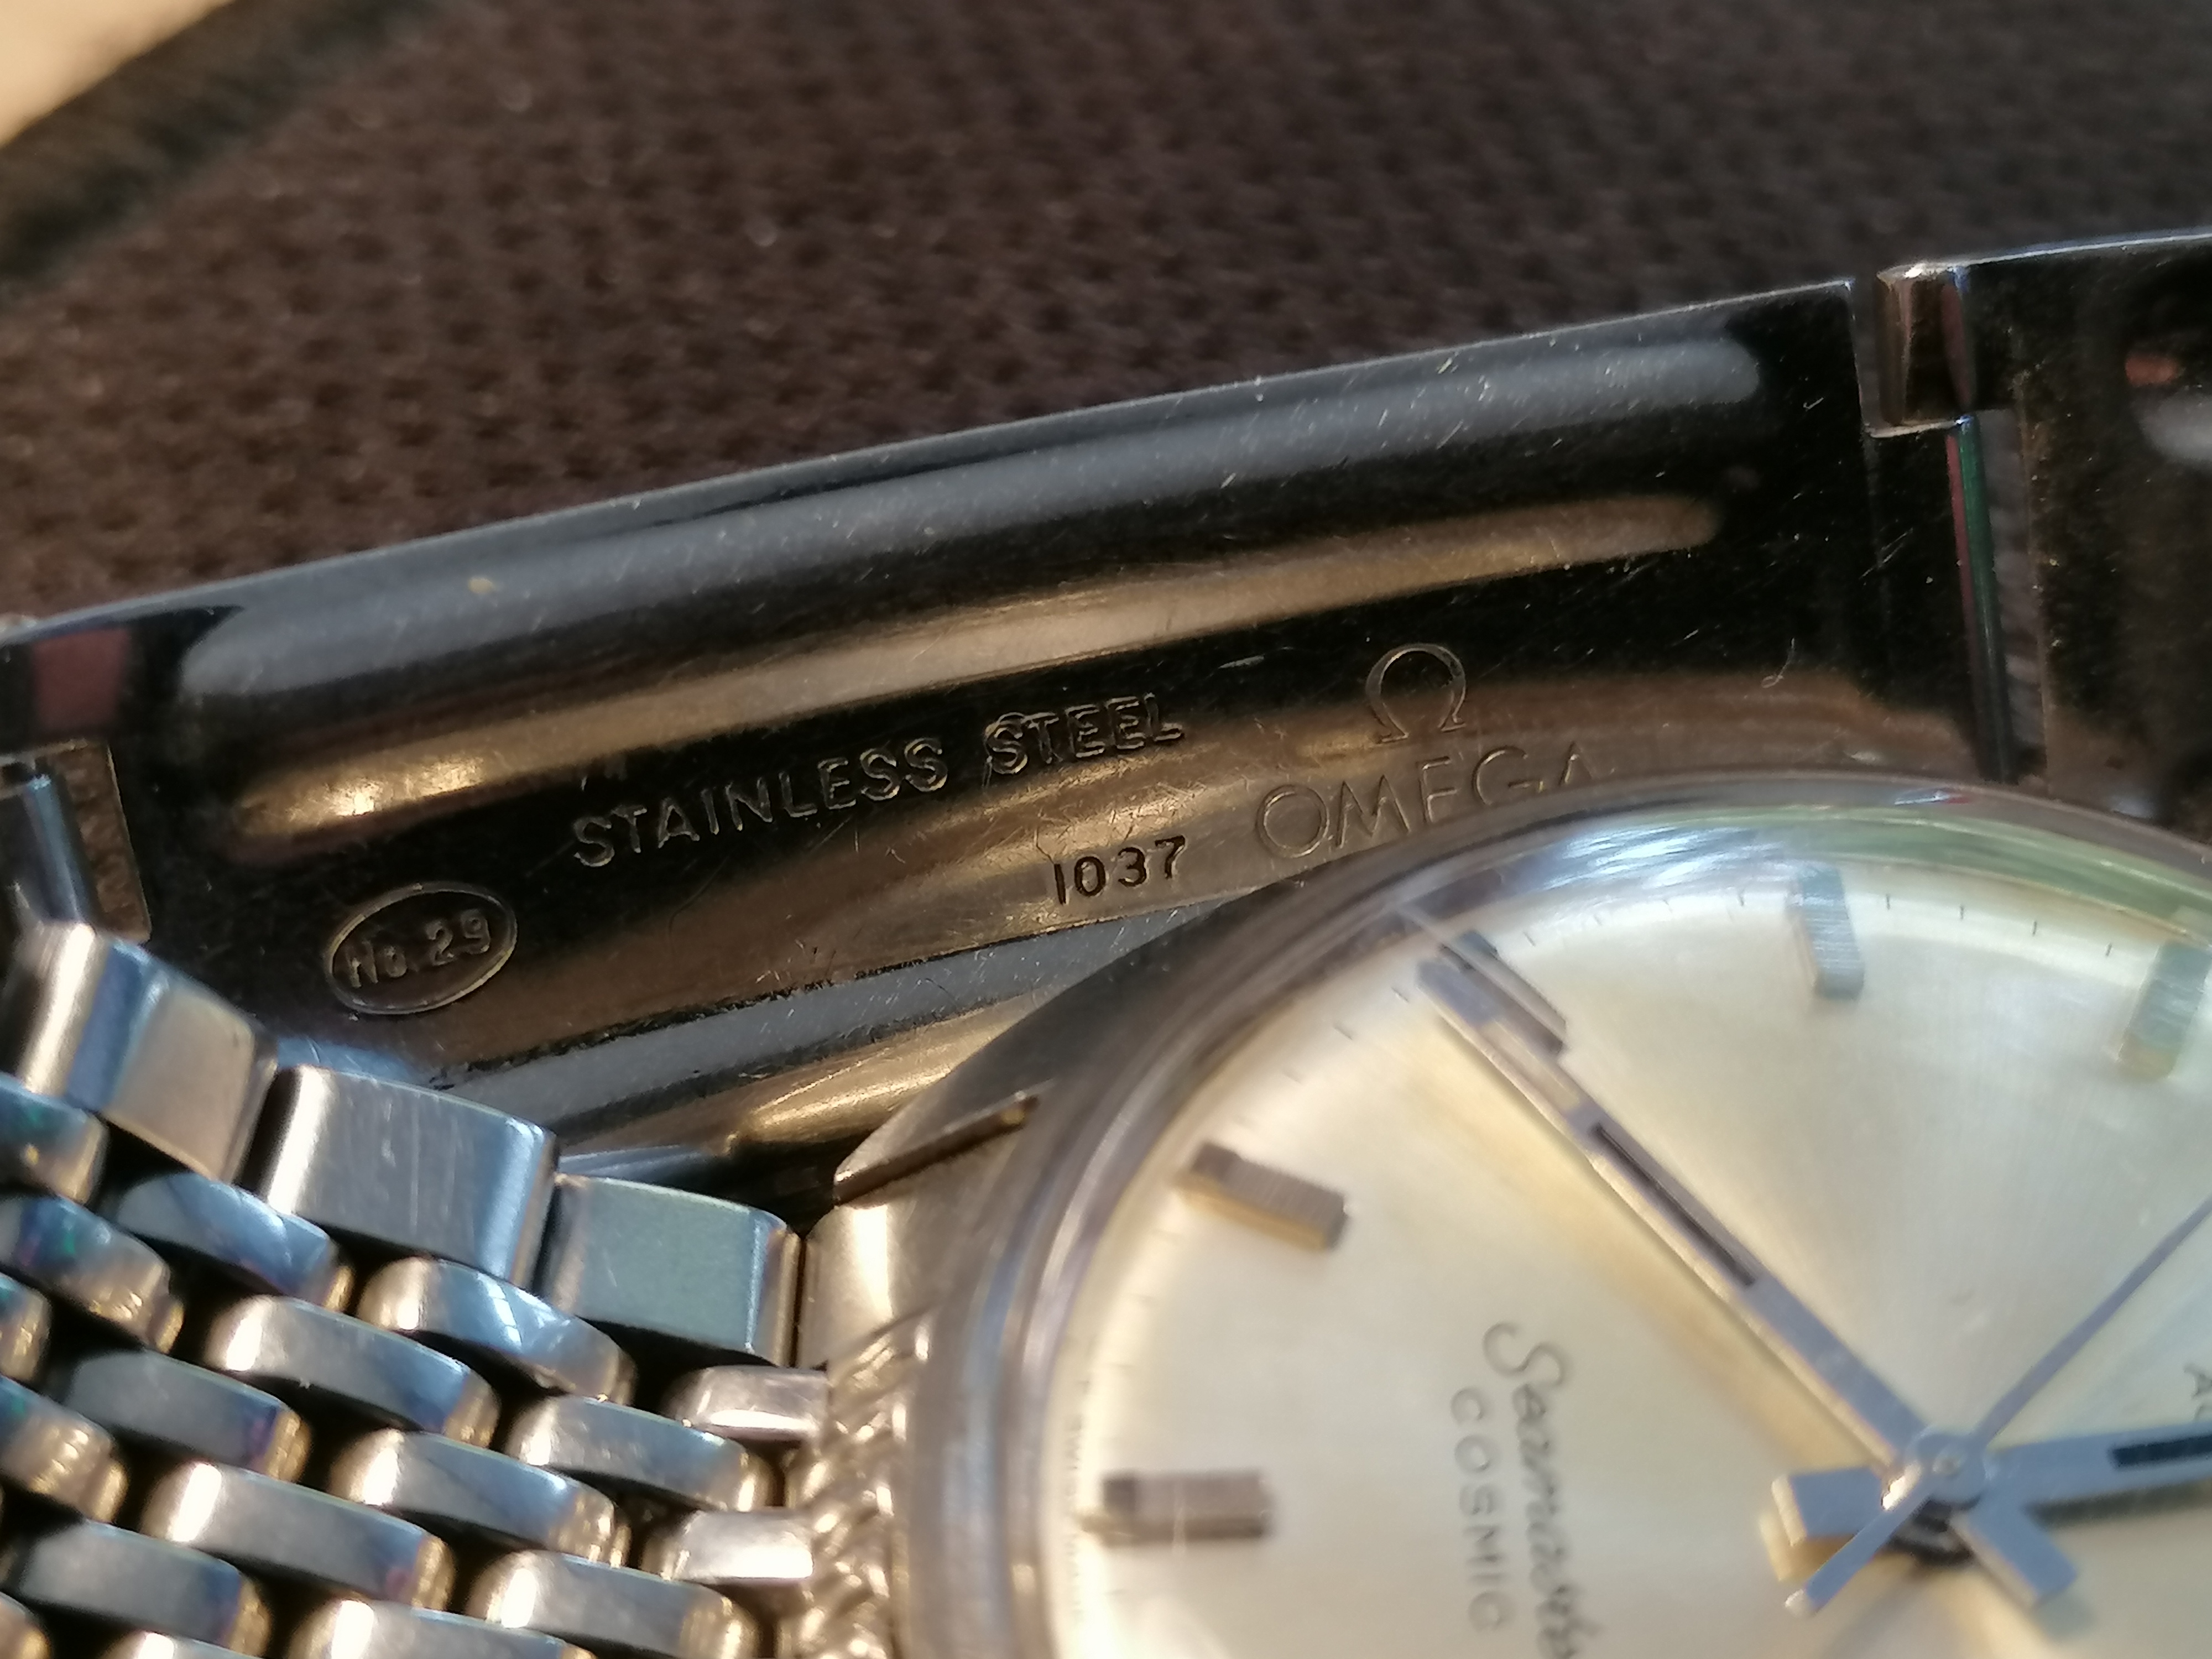 STAINLESS STEEL
Ω
OMEGA
1037
No. 29
Seamaster
COSMIC